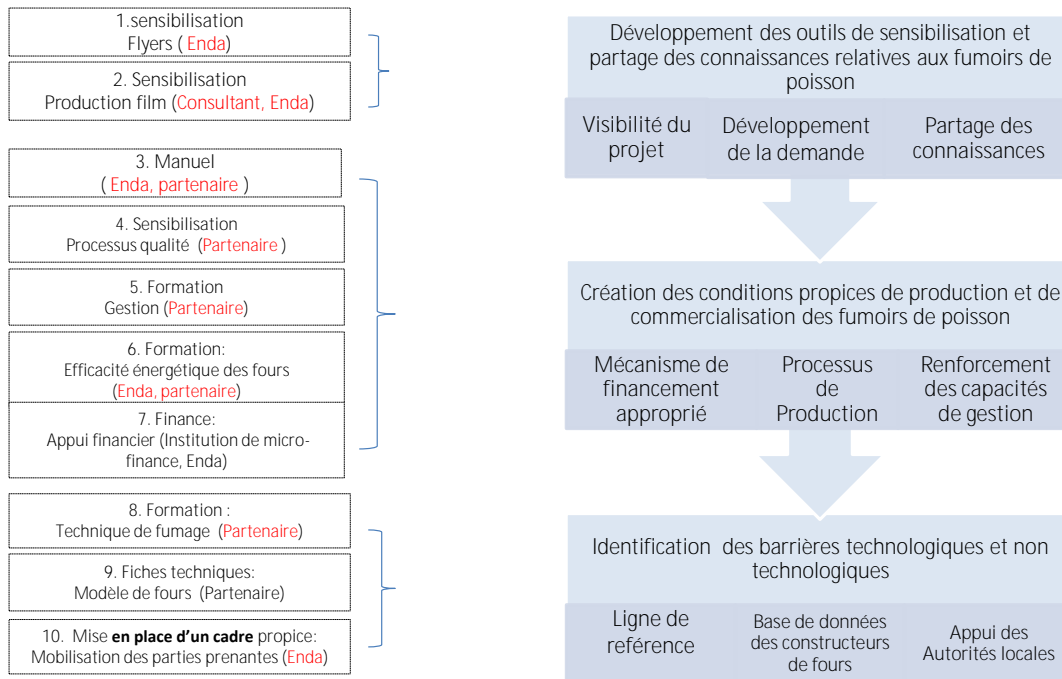 1.sensibilisation
Flyers ( Enda)
2. Sensibilisation
Production film (Consultant, Enda)
3. Manuel
( Enda, partenaire )
4. Sensibilisation
Processus qualité (Partenaire )
5. Formation
Gestion (Partenaire)
6. Formation:
Efficacité énergétique des fours
(Enda, partenaire)
7. Finance:
Appui financier (Institution de micro-
finance, Enda)
8. Formation :
Technique de fumage (Partenaire)
9. Fiches techniques:
Modèle de fours (Partenaire)
10. Mise en place d'un cadre propice:
Mobilisation des parties prenantes (Enda)
Développement des outils de sensibilisation et
partage des connaissances relatives aux fumoirs de
poisson
Visibilité du
projet
Développement
de la demande
Partage des
connaissances
Création des conditions propices de production et de
commercialisation des fumoirs de poisson
Mécanisme de
financement
approprié
Processus
de
Production
Renforcement
des capacités
de gestion
Identification des barrières technologiques et non
technologiques
Ligne de
reférence
Base de données
des constructeurs
de fours
Appui des
Autorités locales